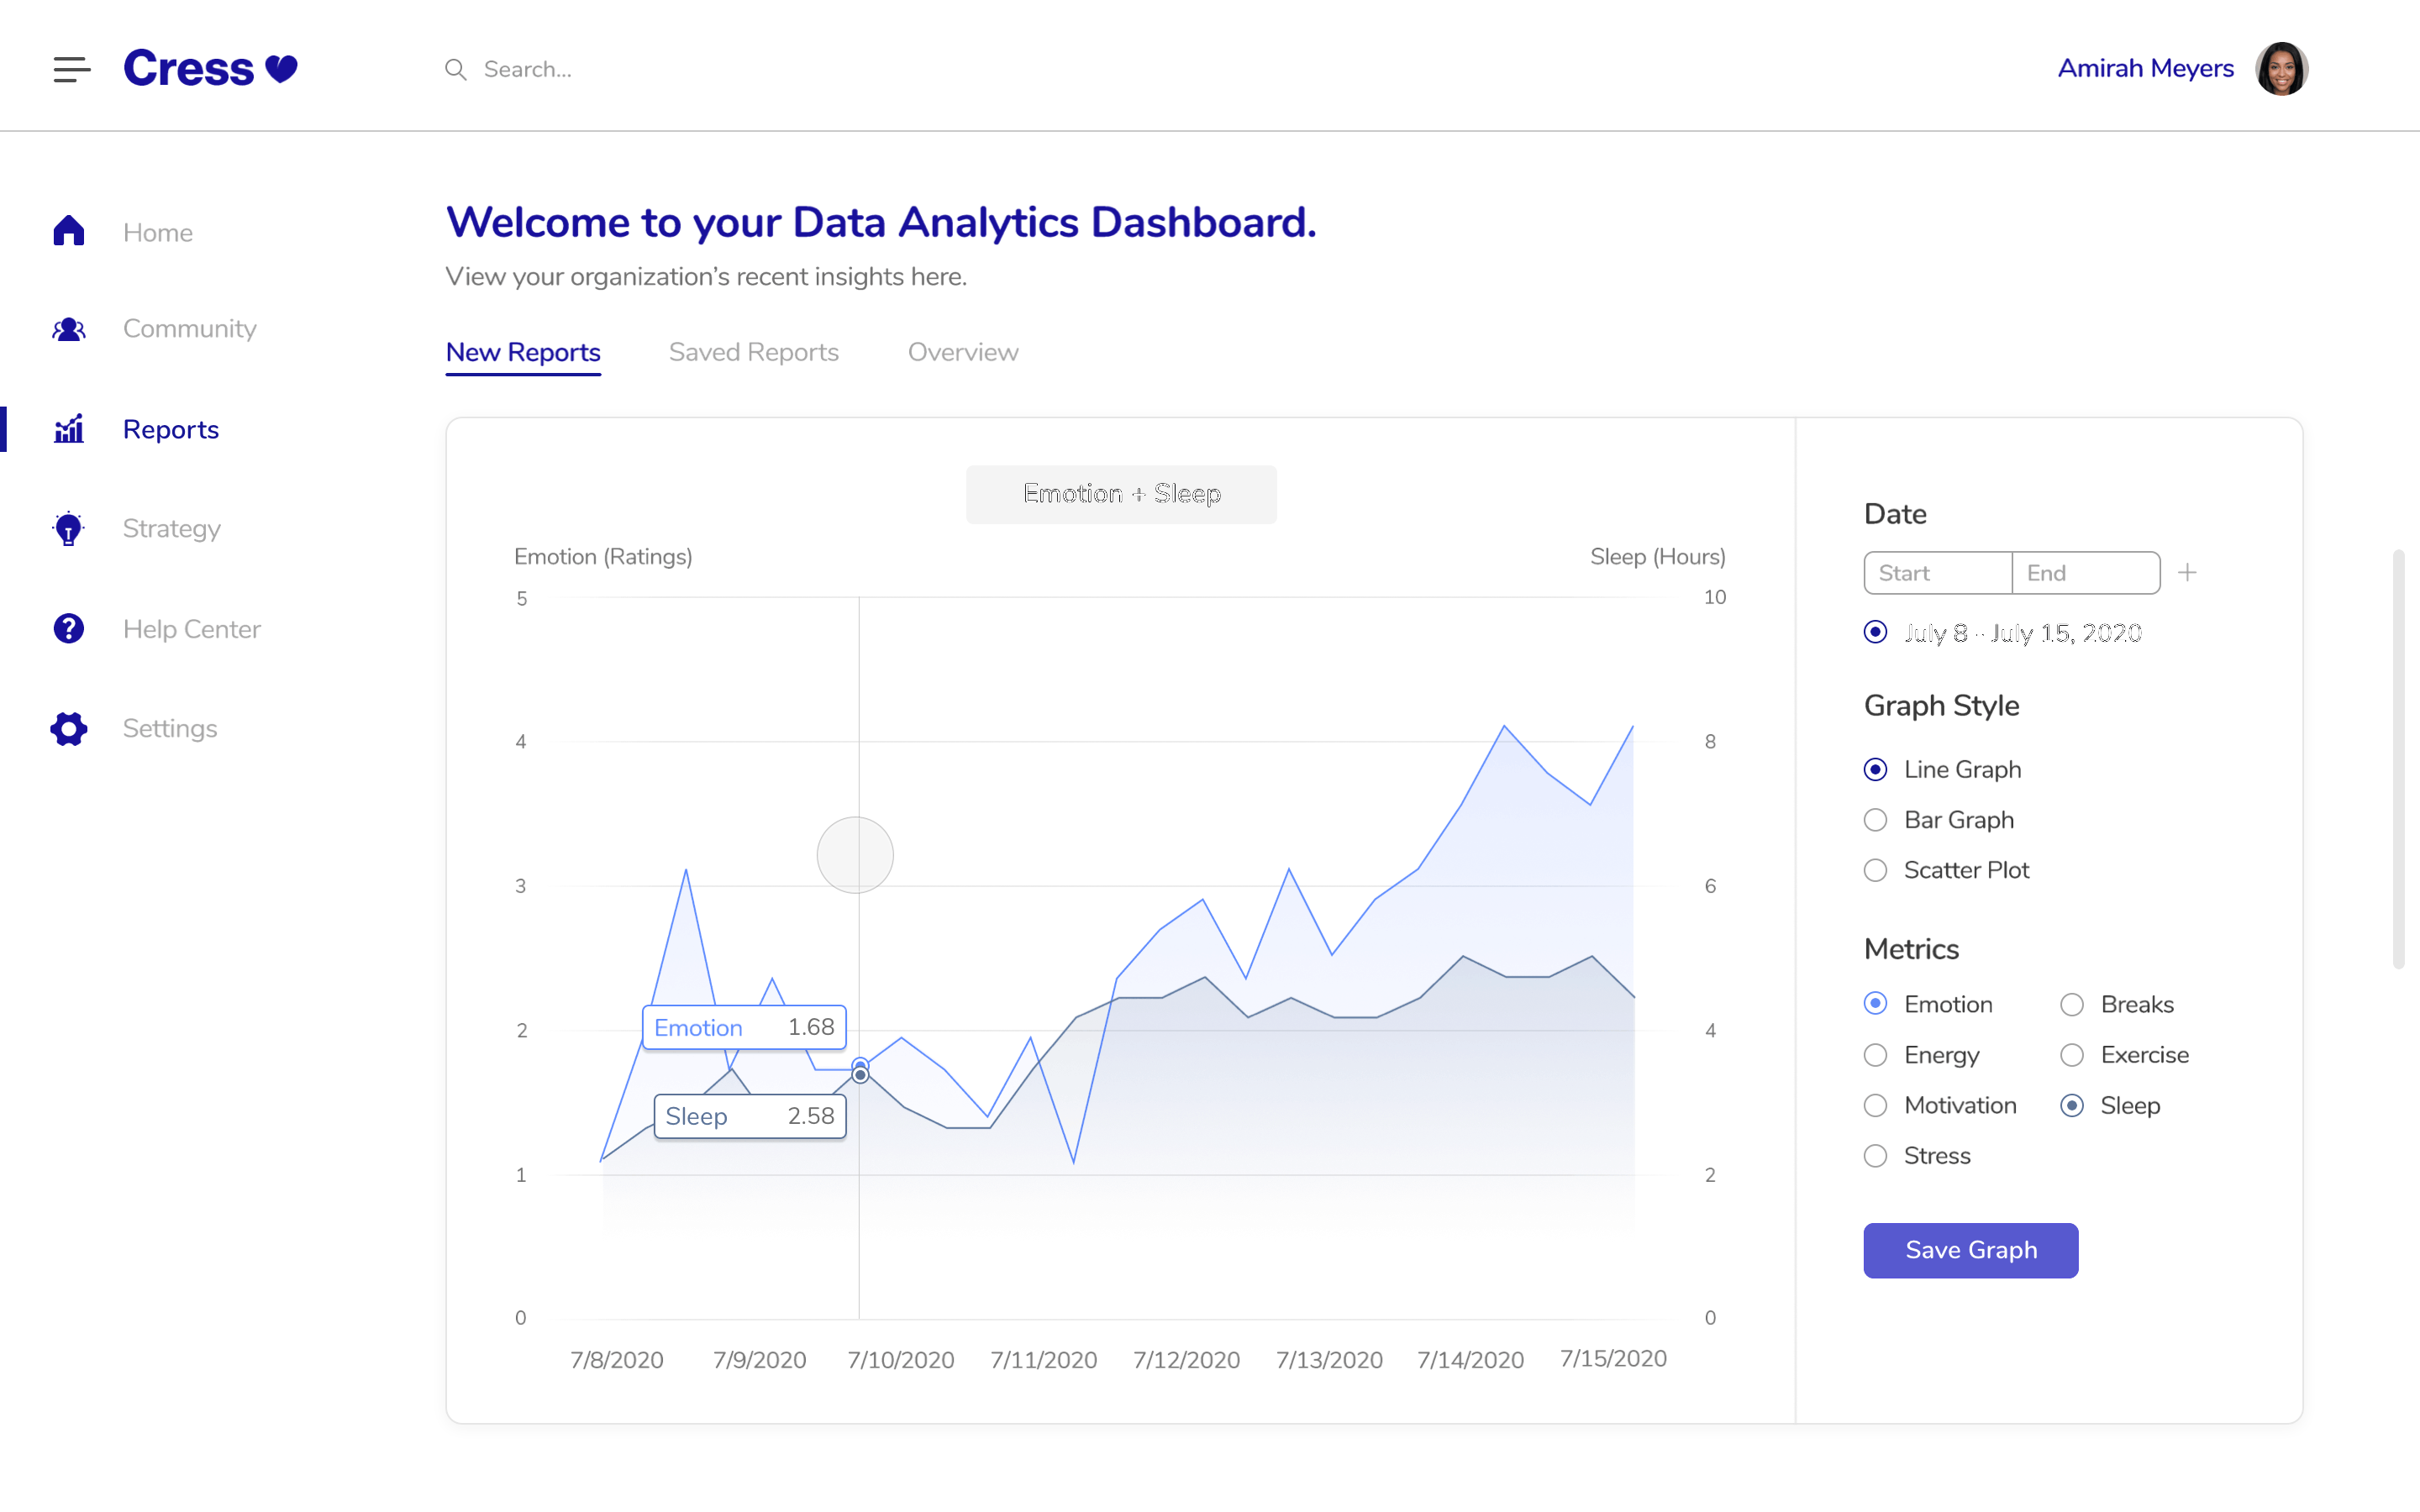 Cress
Search...
Amirah Meyers
Home
Community
Reports
Strategy
Help Center
Settings
Welcome to your Data Analytics Dashboard.
View your organization’s recent insights here.
New Reports Saved Reports Overview
Emotion + Sleep
Emotion (Ratings) Sleep (Hours)
5 10
4 8
3 6
2 4
1 2
0 0
Emotion 1.68
Sleep 2.58
7/8/2020 7/9/2020 7/10/2020 7/11/2020 7/12/2020 7/13/2020 7/14/2020 7/15/2020
Date
Start End +
July 8 - July 15, 2020
Graph Style
Line Graph
Bar Graph
Scatter Plot
Metrics
Emotion Breaks
Energy Exercise
Motivation Sleep
Stress
Save Graph